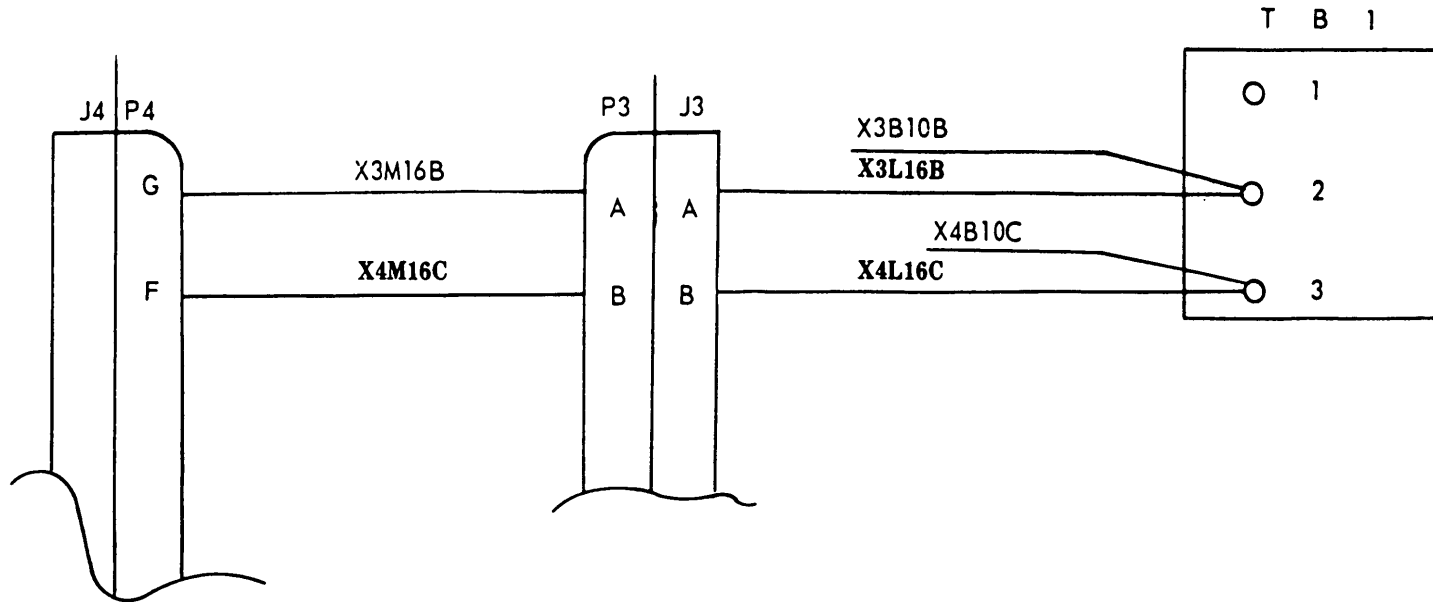 T B 1
J4 P4
P3 J3
1
X3B10B
X3M16B
X3L16B
G
A A
2
X4B10C
X4M16C
X4L16C
F
B B
3